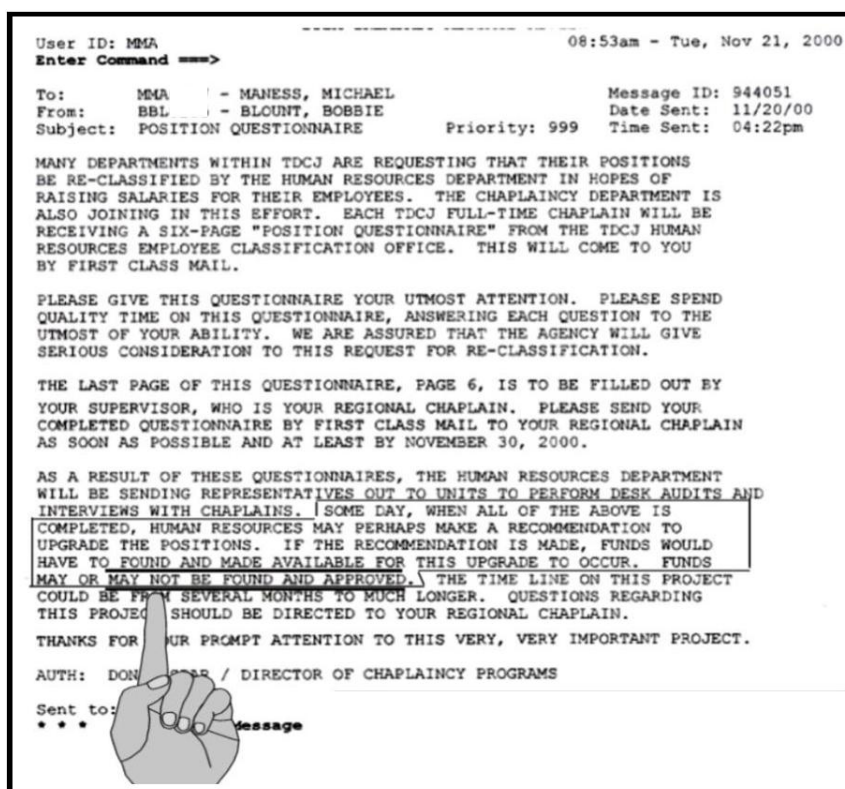 User ID: MMA 08:53am - Tue, Nov 21, 2000
Enter Command ===>
To: MMA - MANESS, MICHAEL Message ID: 944051
From: BBL - BLOUNT, BOBBIE Date Sent: 11/20/00
Subject: POSITION QUESTIONNAIRE Priority: 999 Time Sent: 04:22pm
MANY DEPARTMENTS WITHIN TDCJ ARE REQUESTING THAT THEIR POSITIONS
BE RE-CLASSIFIED BY THE HUMAN RESOURCES DEPARTMENT IN HOPES OF
RAISING SALARIES FOR THEIR EMPLOYEES. THE CHAPLAINCY DEPARTMENT IS
ALSO JOINING IN THIS EFFORT. EACH TDCJ FULL-TIME CHAPLAIN WILL BE
RECEIVING A SIX-PAGE "POSITION QUESTIONNAIRE" FROM THE TDCJ HUMAN
RESOURCES EMPLOYEE CLASSIFICATION OFFICE. THIS WILL COME TO YOU
BY FIRST CLASS MAIL.
PLEASE GIVE THIS QUESTIONNAIRE YOUR UTMOST ATTENTION. PLEASE SPEND
QUALITY TIME ON THIS QUESTIONNAIRE, ANSWERING EACH QUESTION TO THE
UTMOST OF YOUR ABILITY. WE ARE ASSURED THAT THE AGENCY WILL GIVE
SERIOUS CONSIDERATION TO THIS REQUEST FOR RE-CLASSIFICATION.
THE LAST PAGE OF THIS QUESTIONNAIRE, PAGE 6, IS TO BE FILLED OUT BY
YOUR SUPERVISOR, WHO IS YOUR REGIONAL CHAPLAIN. PLEASE SEND YOUR
COMPLETED QUESTIONNAIRE BY FIRST CLASS MAIL TO YOUR REGIONAL CHAPLAIN
AS SOON AS POSSIBLE AND AT LEAST BY NOVEMBER 30, 2000.
AS A RESULT OF THESE QUESTIONNAIRES, THE HUMAN RESOURCES DEPARTMENT
WILL BE SENDING REPRESENTATIVES OUT TO UNITS TO PERFORM DESK AUDITS AND
INTERVIEWS WITH CHAPLAINS. SOME DAY, WHEN ALL OF THE ABOVE IS
COMPLETED, HUMAN RESOURCES MAY PERHAPS MAKE A RECOMMENDATION TO
UPGRADE THE POSITIONS. IF THE RECOMMENDATION IS MADE, FUNDS WOULD
HAVE TO FOUND AND MADE AVAILABLE FOR THIS UPGRADE TO OCCUR. FUNDS
MAY OR MAY NOT BE FOUND AND APPROVED. THE TIME LINE ON THIS PROJECT
COULD BE FROM SEVERAL MONTHS TO MUCH LONGER. QUESTIONS REGARDING
THIS PROJEC SHOULD BE DIRECTED TO YOUR REGIONAL CHAPLAIN.
THANKS FOR OUR PROMPT ATTENTION TO THIS VERY, VERY IMPORTANT PROJECT.
AUTH: DON / DIRECTOR OF CHAPLAINCY PROGRAMS
Sent to:
* * * Message